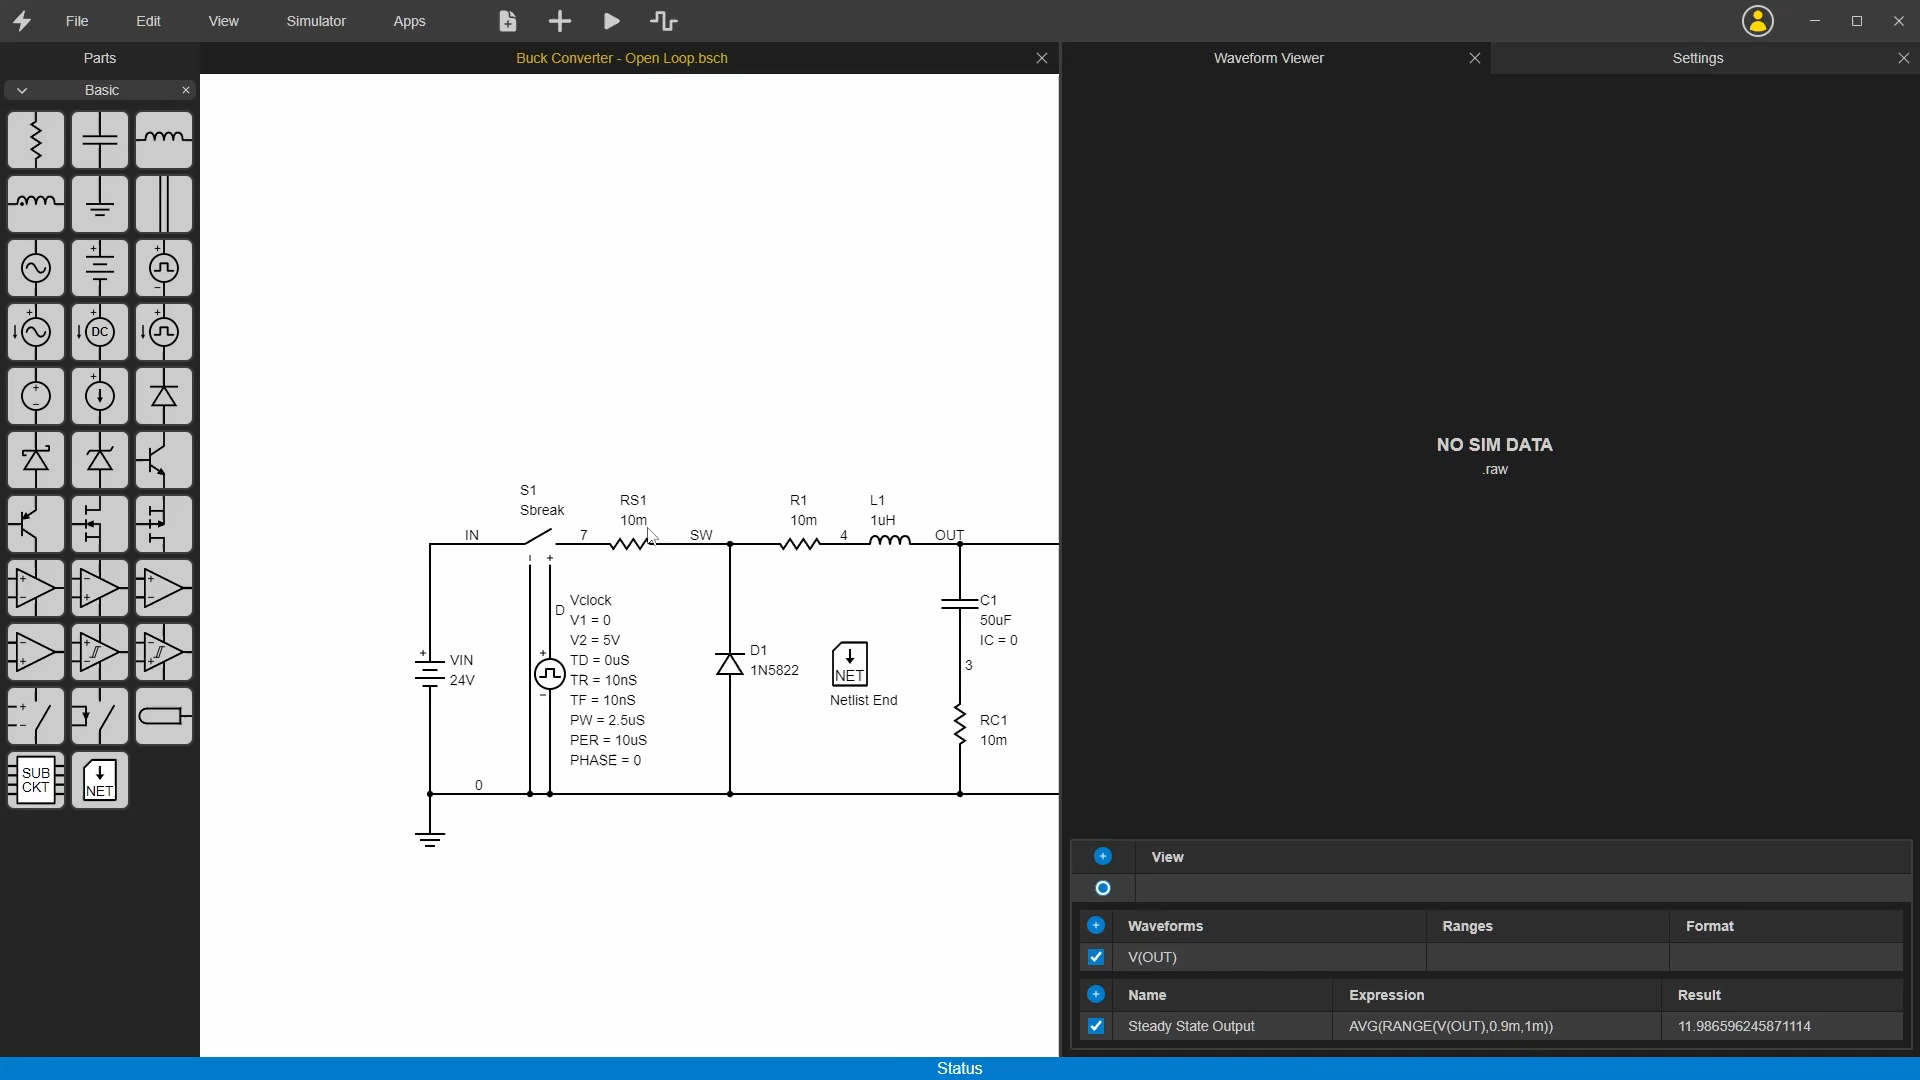 File Edit View Simulator Apps
Parts
Buck Converter - Open Loop.bsch
Waveform Viewer
Settings
Basic
DC
SUB
CKT
NET
S1
Sbreak
RS1
10m
R1
10m
L1
1uH
IN
7
SW
4
OUT
D
Vclock
V1 = 0
V2 = 5V
TD = 0uS
TR = 10nS
TF = 10nS
PW = 2.5uS
PER = 10uS
PHASE = 0
VIN
24V
D1
1N5822
NET
Netlist End
C1
50uF
IC = 0
3
RC1
10m
0
NO SIM DATA
.raw
View
Waveforms Ranges Format
V(OUT)
Name Expression Result
Steady State Output AVG(RANGE(V(OUT),0.9m,1m)) 11.986596245871114
Status